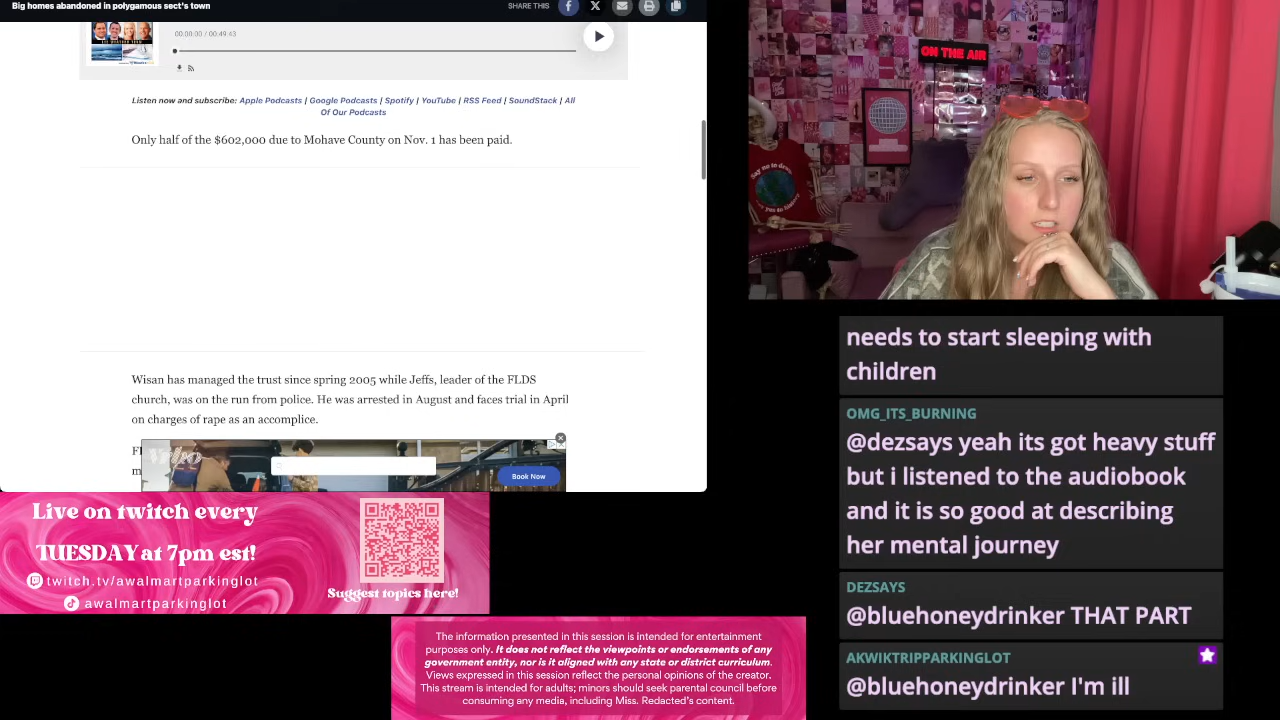 Big homes abandoned in polygamous sect's town
SHARE THIS
00:00:00 / 00:49:43
Listen now and subscribe: Apple Podcasts | Google Podcasts | Spotify | YouTube | RSS Feed | SoundStack | All
Of Our Podcasts
Only half of the $602,000 due to Mohave County on Nov. 1 has been paid.
Wisan has managed the trust since spring 2005 while Jeffs, leader of the FLDS
church, was on the run from police. He was arrested in August and faces trial in April
on charges of rape as an accomplice.
Book Now
ON THE AIR
needs to start sleeping with
children
OMG_ITS_BURNING
@dezsays yeah its got heavy stuff
but i listened to the audiobook
and it is so good at describing
her mental journey
DEZSAYS
@bluehoneydrinker THAT PART
AKWIKTRIPPARKINGLOT
@bluehoneydrinker I'm ill
Live on twitch every
TUESDAY at 7pm est!
twitch.tv/awalmartparkinglot
awalmartparkinglot
Suggest topics here!
The information presented in this session is intended for entertainment
purposes only. It does not reflect the viewpoints or endorsements of any
government entity, nor is it aligned with any state or district curriculum.
Views expressed in this session reflect the personal opinions of the creator.
This stream is intended for adults; minors should seek parental council before
consuming any media, including Miss. Redacted's content.